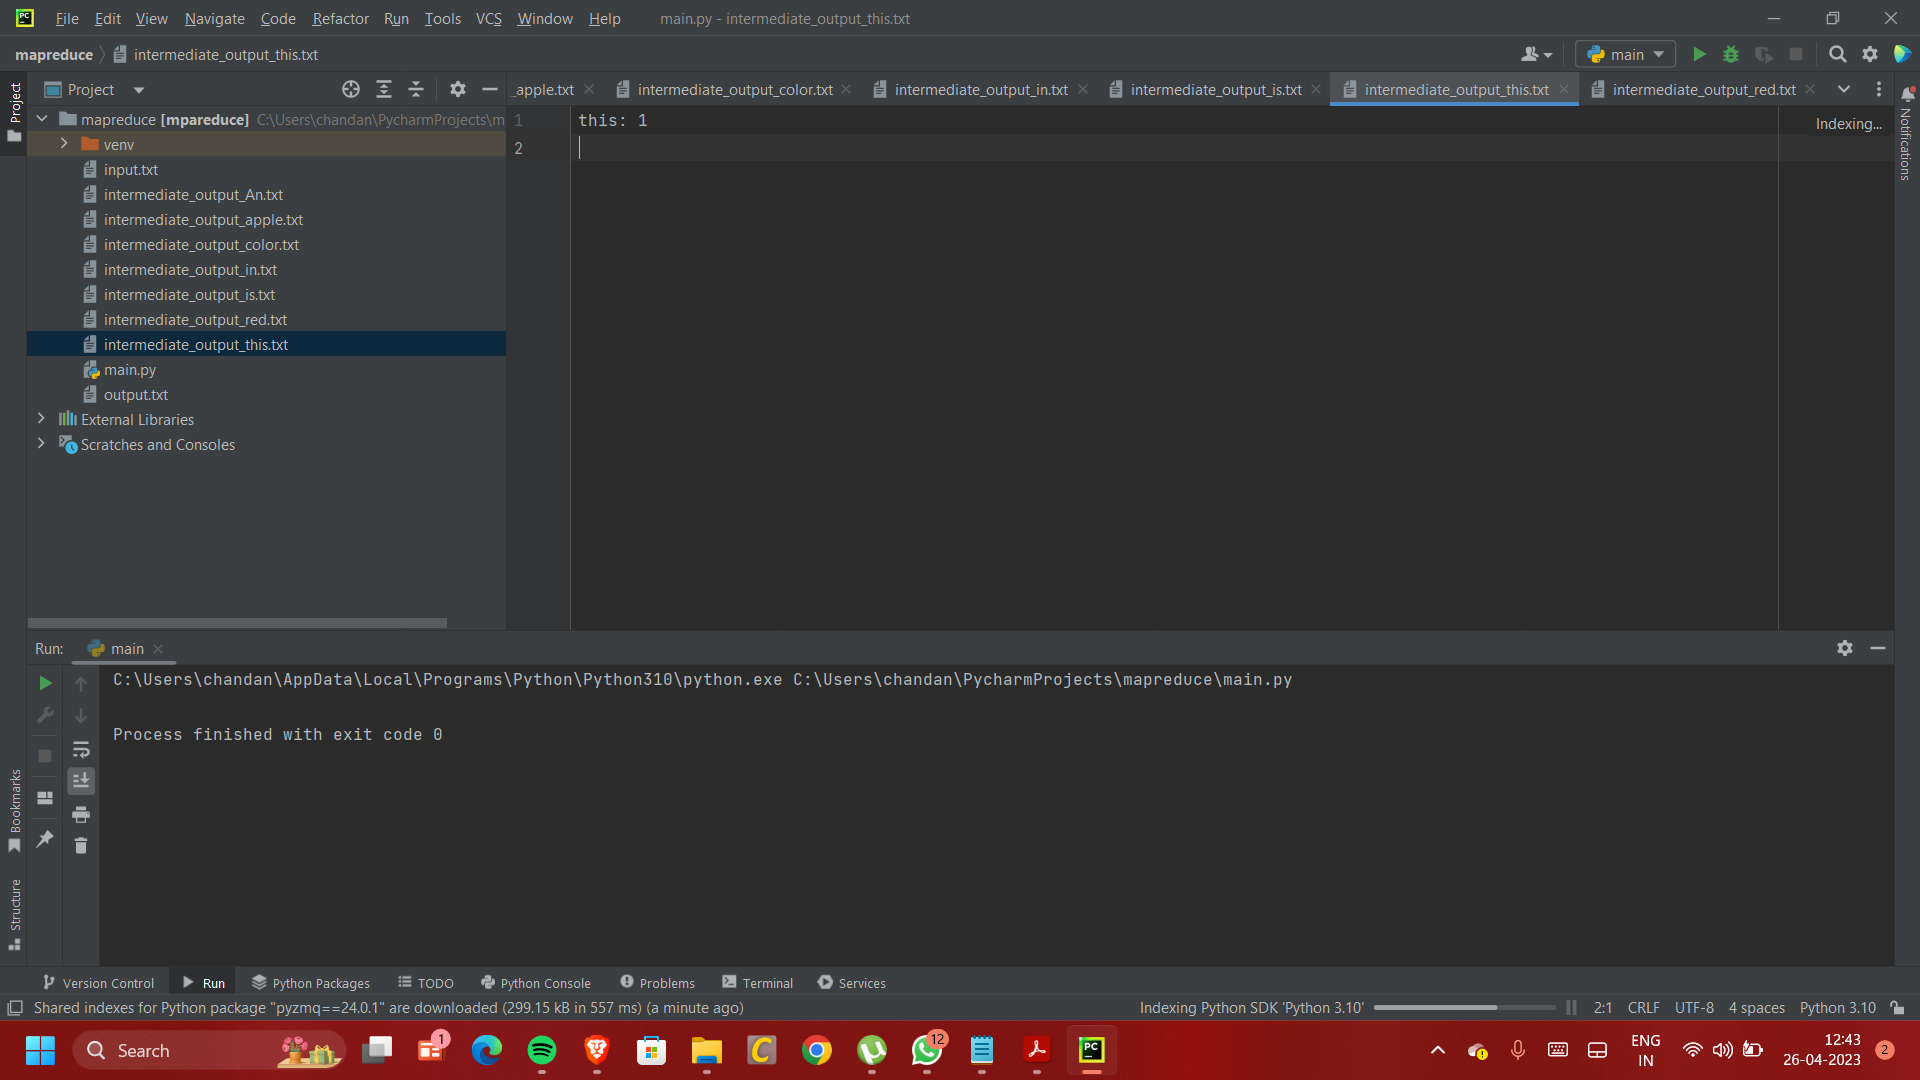 File Edit View Navigate Code Refactor Run Tools VCS Window Help main.py - intermediate_output_this.txt
mapreduce intermediate_output_this.txt main
Project
_apple.txt intermediate_output_color.txt intermediate_output_in.txt intermediate_output_is.txt intermediate_output_this.txt intermediate_output_red.txt
Project
mapreduce [mpareduce] C:\Users\chandan\PycharmProjects\m
venv
input.txt
intermediate_output_An.txt
intermediate_output_apple.txt
intermediate_output_color.txt
intermediate_output_in.txt
intermediate_output_is.txt
intermediate_output_red.txt
intermediate_output_this.txt
main.py
output.txt
External Libraries
Scratches and Consoles
1 this: 1
2
Indexing...
Notifications
Run: main
C:\Users\chandan\AppData\Local\Programs\Python\Python310\python.exe C:\Users\chandan\PycharmProjects\mapreduce\main.py
Process finished with exit code 0
Bookmarks
Structure
Version Control Run Python Packages TODO Python Console Problems Terminal Services
Shared indexes for Python package "pyzmq==24.0.1" are downloaded (299.15 kB in 557 ms) (a minute ago) Indexing Python SDK 'Python 3.10' 2:1 CRLF UTF-8 4 spaces Python 3.10
Search 1 12 PC ENG 12:43
IN 26-04-2023 2